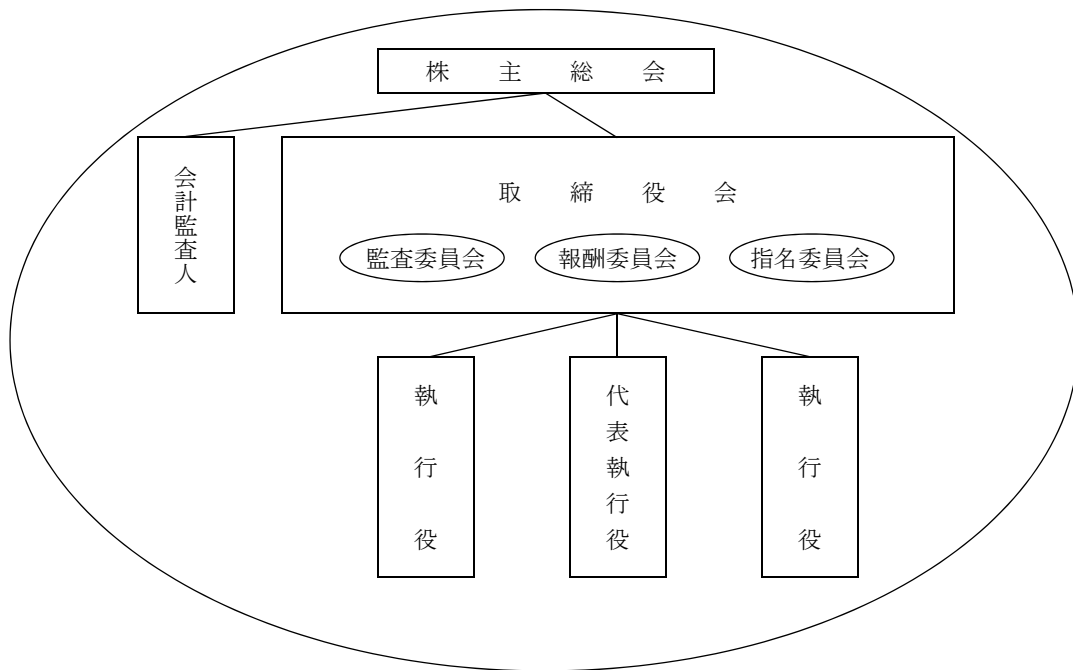 株主総会
会計監査人
取締役会
監査委員会
報酬委員会
指名委員会
執行役
代表執行役
執行役